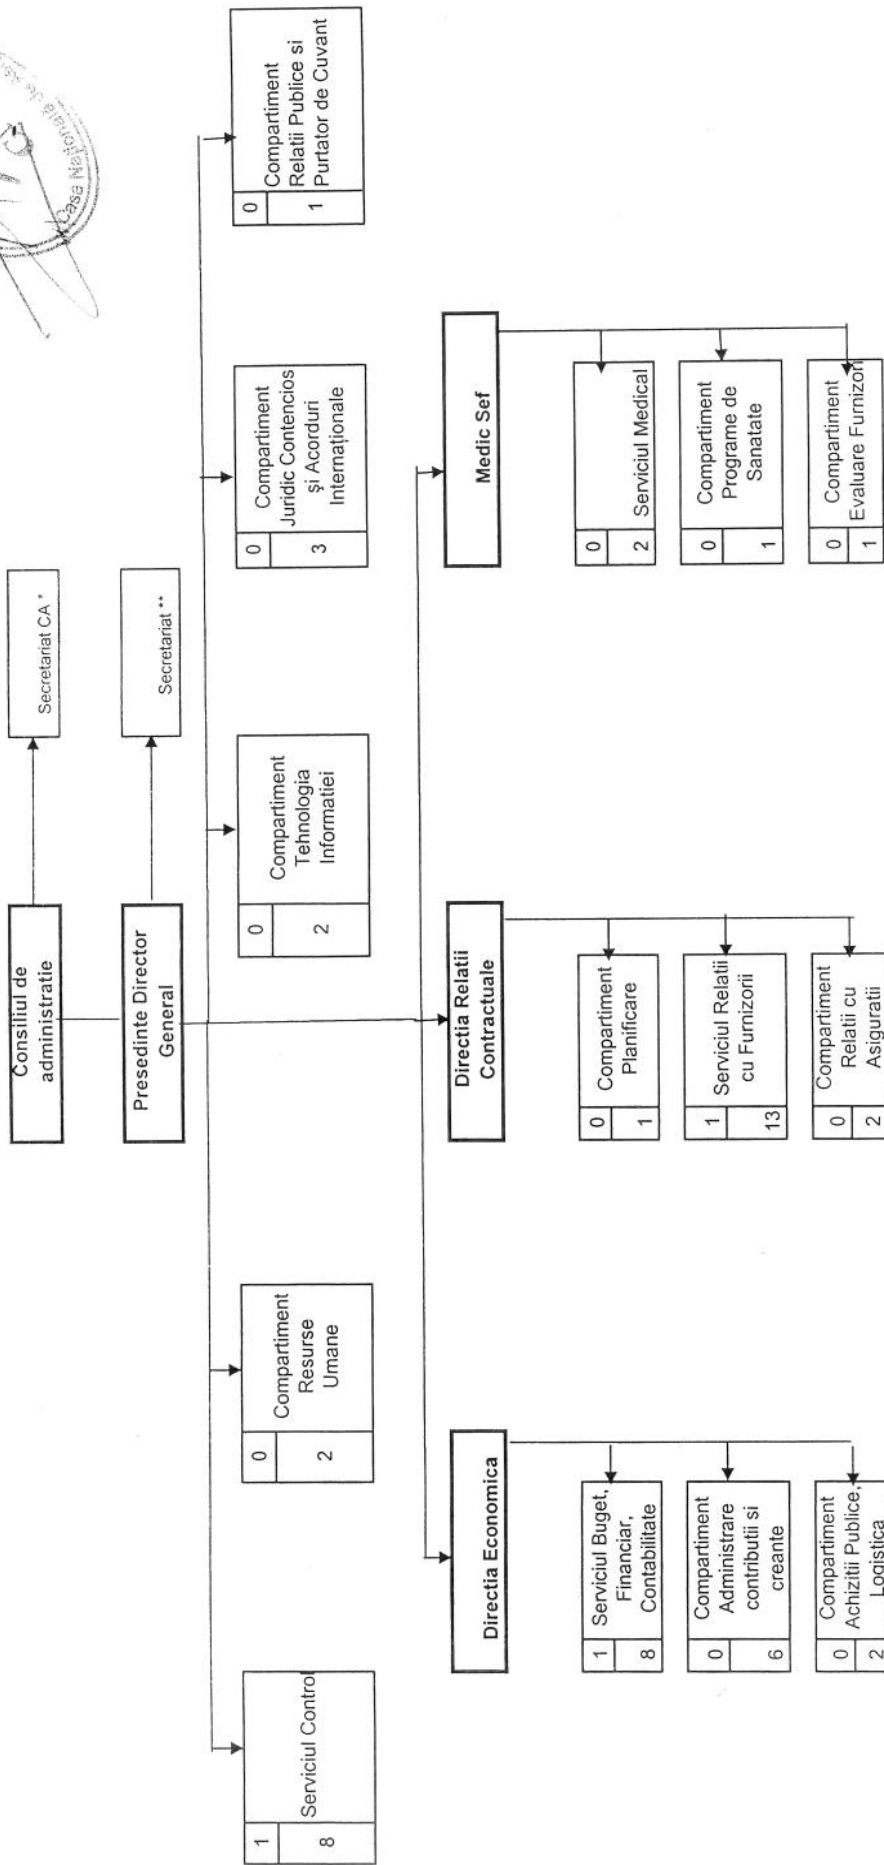 Casa Națională de
Consiliul de
administratie
Secretariat CA *
Presedinte Director
General
Secretariat **
1
8
Serviciul Control
0
2
Compartiment
Resurse
Umane
0
2
Compartiment
Tehnologia
Informatiei
0
3
Compartiment
Juridic Contencios
și Acorduri
Internaționale
0
1
Compartiment
Relatii Publice si
Purtator de Cuvant
Directia Economica
Directia Relatii
Contractuale
Medic Sef
1
8
Serviciul Buget,
Financiar,
Contabilitate
0
6
Compartiment
Administrare
contributii si
creante
0
2
Compartiment
Achizitii Publice,
Logistica
0
1
Compartiment
Planificare
1
13
Serviciul Relatii
cu Furnizorii
0
2
Compartiment
Relatii cu
Asiguratii
0
2
Serviciul Medical
0
1
Compartiment
Programe de
Sanatate
0
1
Compartiment
Evaluare Furnizori